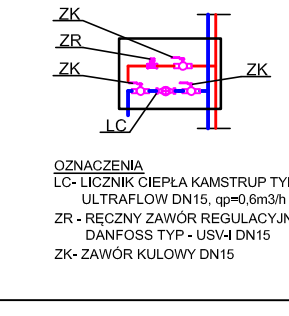 ZK
ZR
ZK
ZK
LC
OZNACZENIA
LC- LICZNIK CIEPŁA KAMSTRUP TYP
ULTRAFLOW DN15, qp=0,6m3/h
ZR - RĘCZNY ZAWÓR REGULACYJN
DANFOSS TYP - USV-I DN15
ZK- ZAWÓR KULOWY DN15